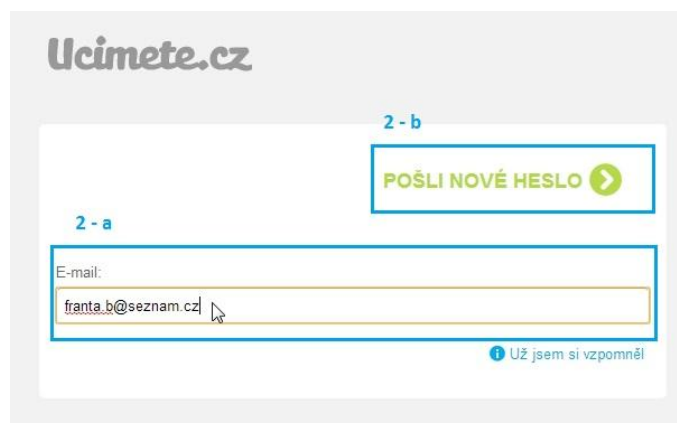 Ucimete.cz
2 - b
POŠLI NOVÉ HESLO
2 - a
E-mail:
franta.b@seznam.cz
Už jsem si vzpomněl